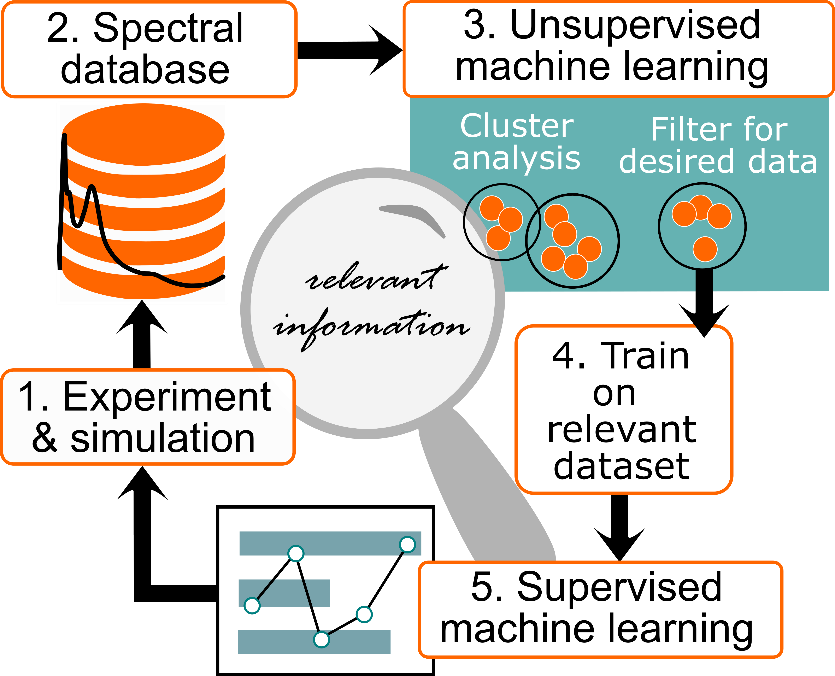 2. Spectral
database
3. Unsupervised
machine learning
Cluster
analysis
Filter for
desired data
relevant
information
1. Experiment
& simulation
4. Train
on
relevant
dataset
5. Supervised
machine learning